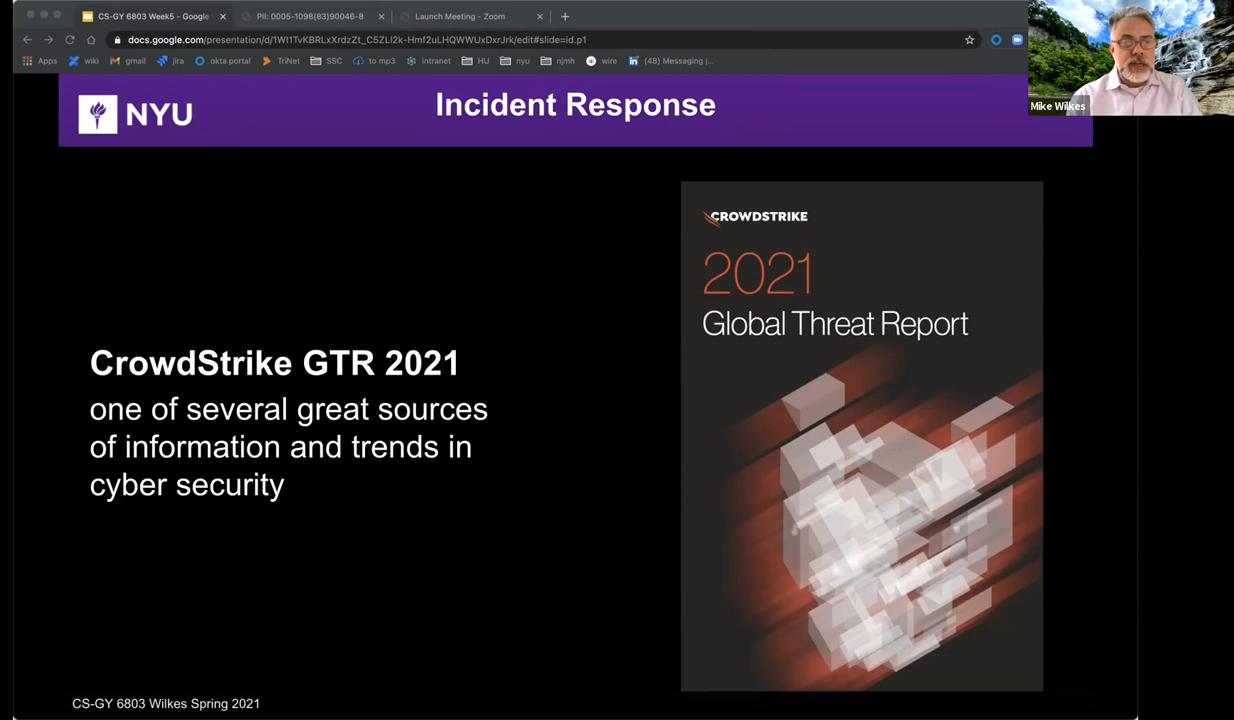 CS-GY 6803 Week5 - Google
PII: 0005-1098(83)90046-8
Launch Meeting - Zoom
docs.google.com/presentation/d/1WI1TvKBRLxXrdzZt_C5ZLI2k-Hmf2uLHQWWUxDxrJrk/edit#slide=id.p1
Apps wiki gmail jira okta portal TriNet SSC to mp3 intranet HU nyu njmh wire (48) Messaging |...
Mike Wilkes
NYU
Incident Response
CROWDSTRIKE
2021
Global Threat Report
CrowdStrike GTR 2021
one of several great sources
of information and trends in
cyber security
CS-GY 6803 Wilkes Spring 2021